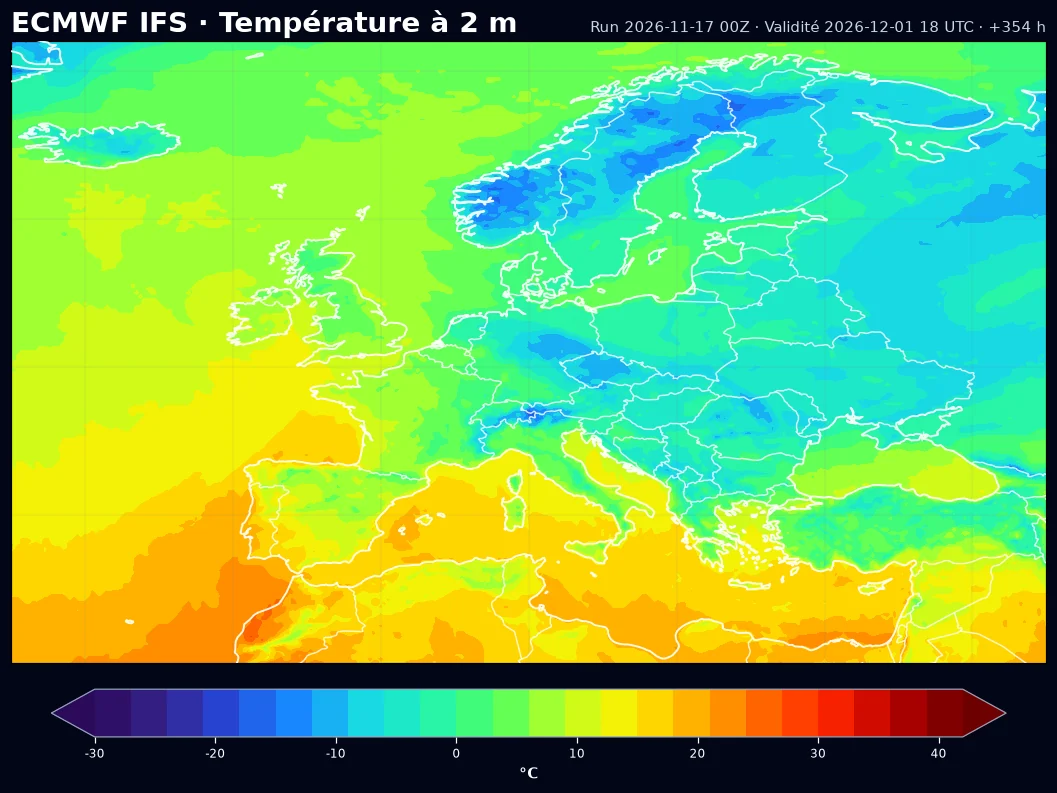 ECMWF IFS · Température à 2 m
Run 2026-11-17 00Z · Validité 2026-12-01 18 UTC · +354 h
-30 -20 -10 0 10 20 30 40
°C